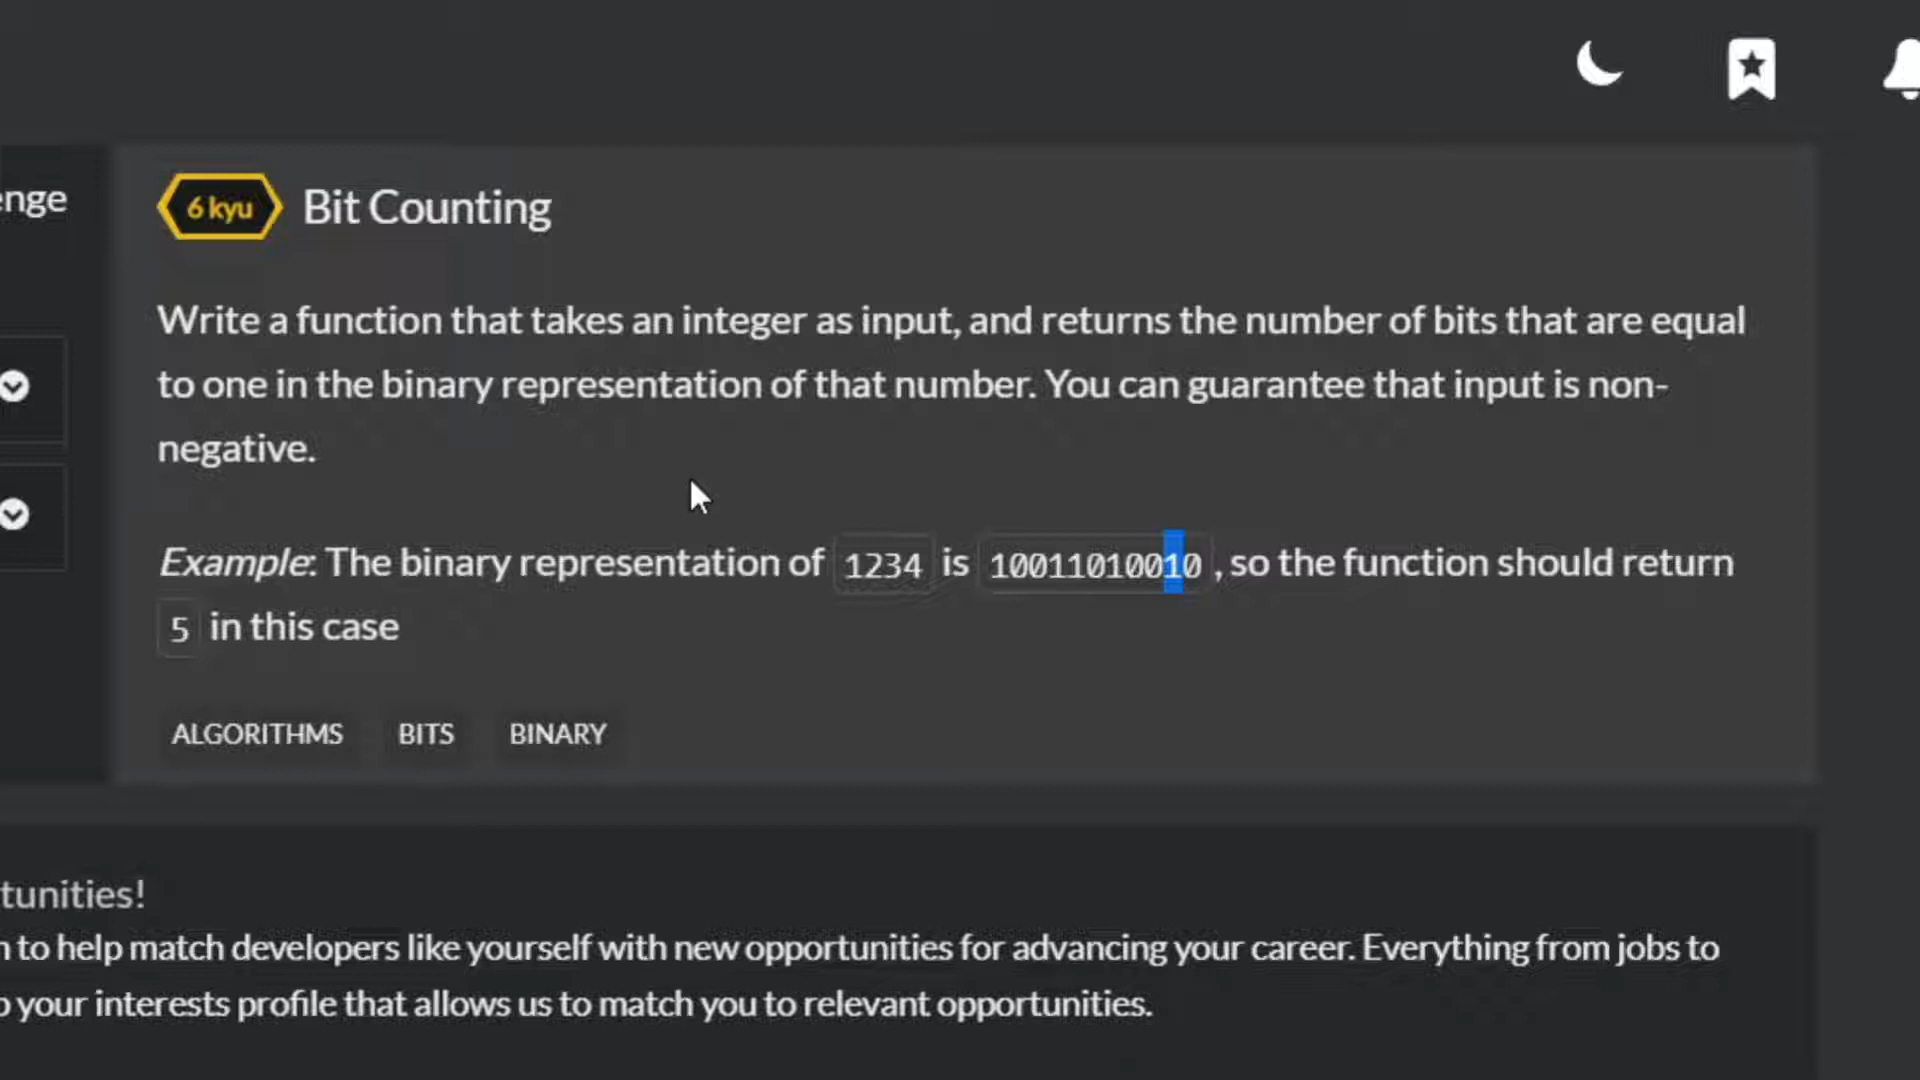 enge
6 kyu Bit Counting
Write a function that takes an integer as input, and returns the number of bits that are equal
to one in the binary representation of that number. You can guarantee that input is non-
negative.
Example: The binary representation of 1234 is 10011010010 , so the function should return
5 in this case
ALGORITHMS BITS BINARY
tunities!
n to help match developers like yourself with new opportunities for advancing your career. Everything from jobs to
your interests profile that allows us to match you to relevant opportunities.